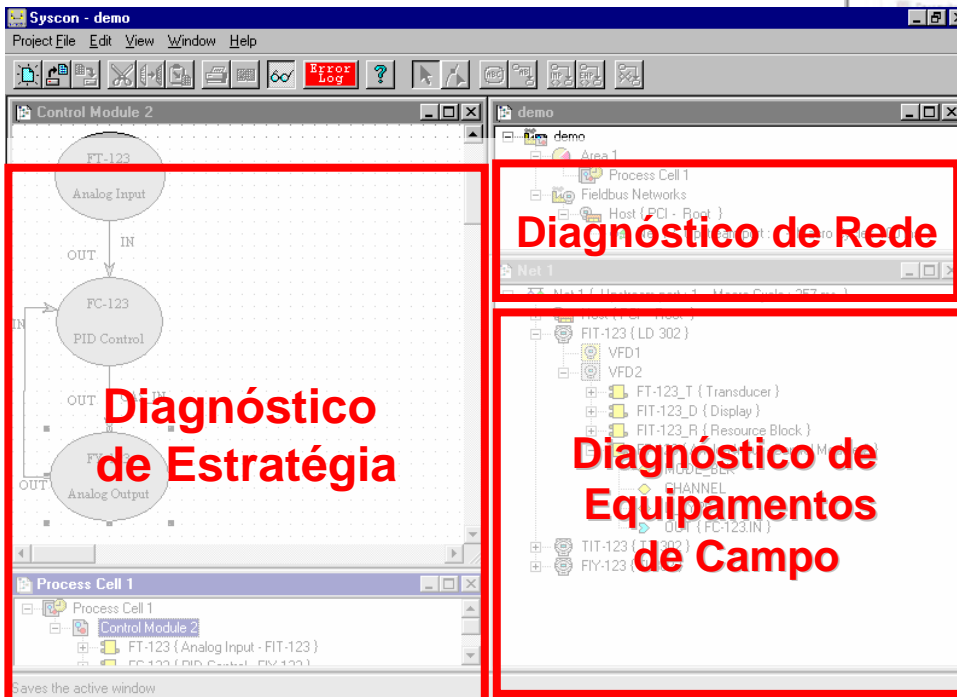 Syscon - demo
Project File Edit View Window Help
Error Log
Control Module 2
FT-123
Analog Input
IN
OUT
FC-123
PID Control
IN
OUT
Diagnóstico
de Estratégia
OUT
Analog Output
Process Cell 1
Process Cell 1
Control Module 2
FT-123 { Analog Input - FIT-123 }
Saves the active window
demo
demo
Area 1
Process Cell 1
Fieldbus Networks
Host { PCI - Root }
Diagnóstico de Rede
Net 1
FIT-123 { LD 302 }
VFD1
VFD2
FT-123_T { Transducer }
FIT-123_D { Display }
FIT-123_R { Resource Block }
Diagnóstico de
MODE_BLK
CHANNEL
Equipamentos
OUT { FC-123.IN }
TIT-123
FIY-123
de Campo